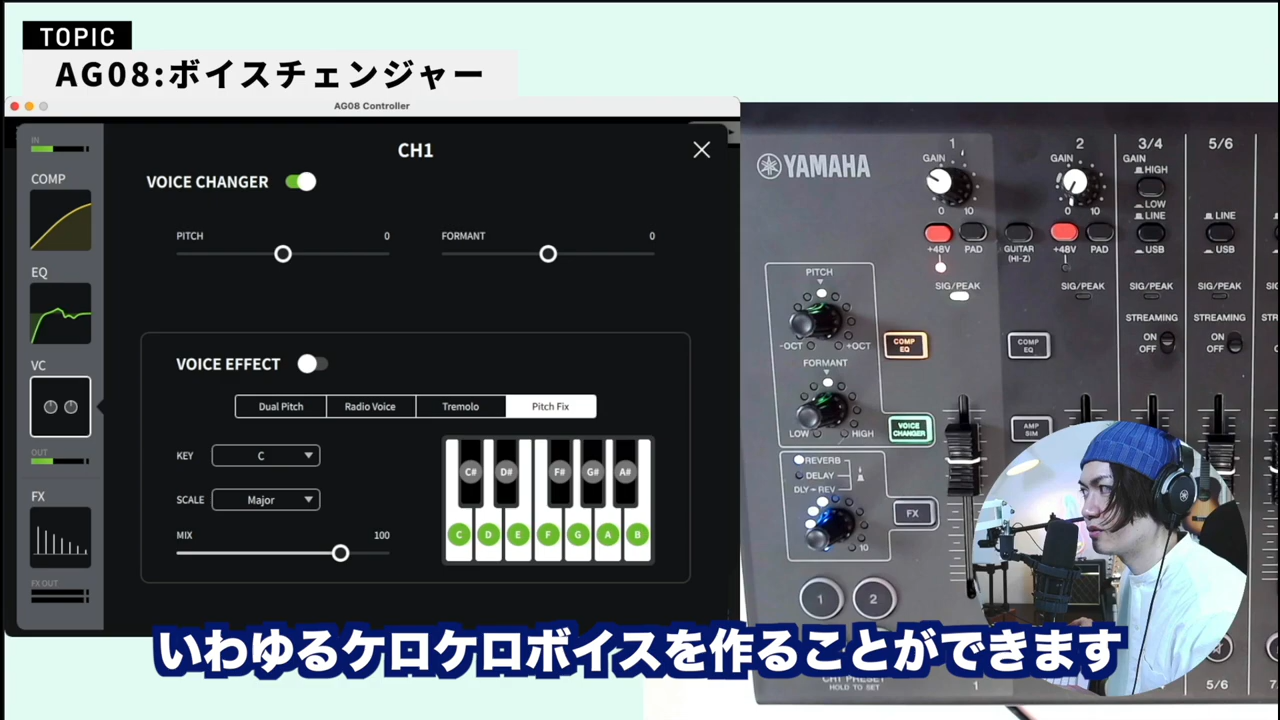 TOPIC
AG08:ボイスチェンジャー
AG08 Controller
IN
COMP
EQ
VC
OUT
FX
FX OUT
CH1
VOICE CHANGER
PITCH 0
FORMANT 0
VOICE EFFECT
Dual Pitch Radio Voice Tremolo Pitch Fix
KEY C
SCALE Major
MIX 100
C# D# F# G# A#
C D E F G A B
YAMAHA
1 2 3/4 5/6
GAIN GAIN GAIN
HIGH
LOW
0 10 0 10
LINE LINE
+48V PAD GUITAR (HI-Z) +48V PAD USB USB
SIG/PEAK SIG/PEAK SIG/PEAK SIG/PEAK
PITCH
-OCT +OCT
STREAMING STREAMING
ON ON
OFF OFF
COMP EQ COMP EQ
FORMANT
LOW HIGH
VOICE CHANGER
AMP SIM
REVERB
DELAY
DLY - REV
10
FX
1 2
CH1 PRESET
HOLD TO SET
1 5/6
いわゆるケロケロボイスを作ることができます